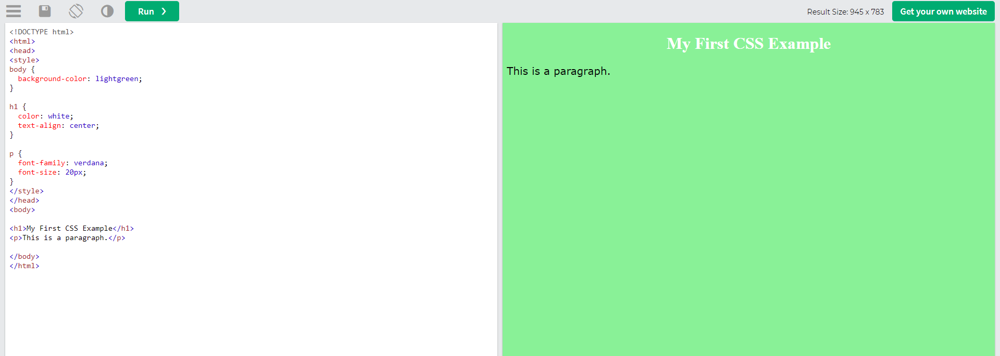 Run ❯
Result Size: 945 x 783
Get your own website
<!DOCTYPE html>
<html>
<head>
<style>
body {
  background-color: lightgreen;
}

h1 {
  color: white;
  text-align: center;
}

p {
  font-family: verdana;
  font-size: 20px;
}
</style>
</head>
<body>

<h1>My First CSS Example</h1>
<p>This is a paragraph.</p>

</body>
</html>
My First CSS Example
This is a paragraph.